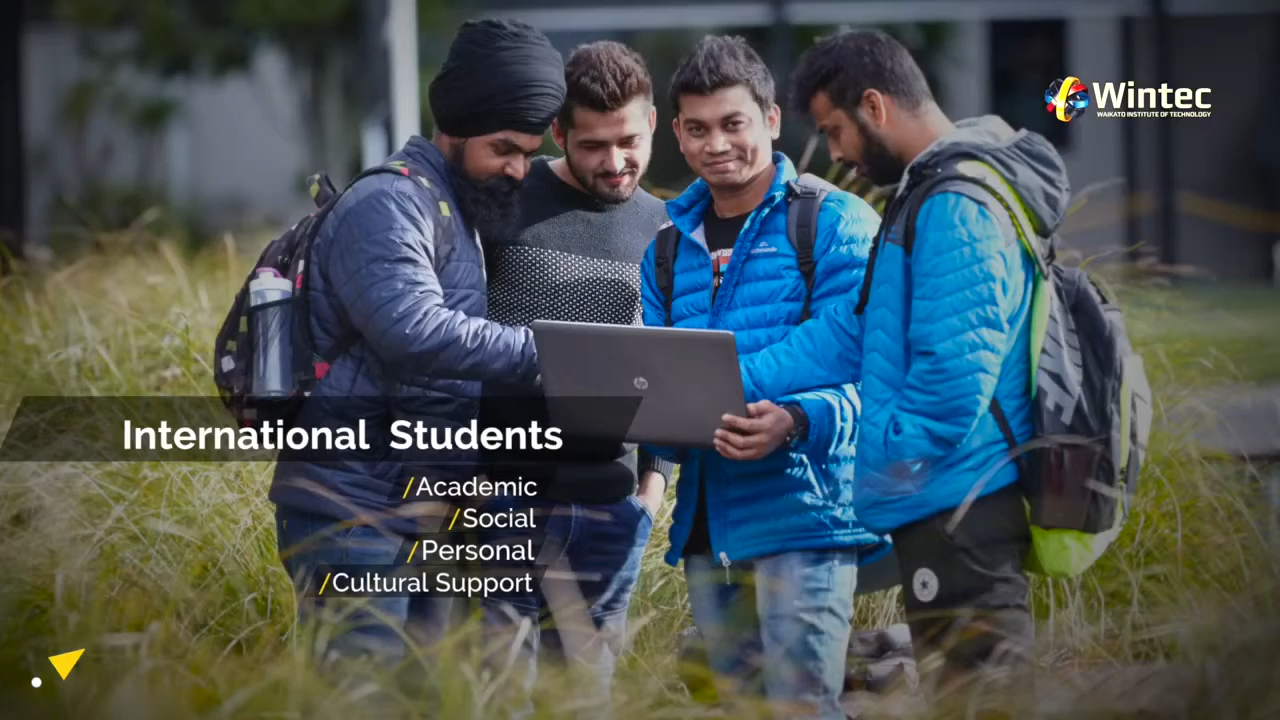 Wintec
WAIKATO INSTITUTE OF TECHNOLOGY
International Students
/Academic
/Social
/Personal
/Cultural Support
hp